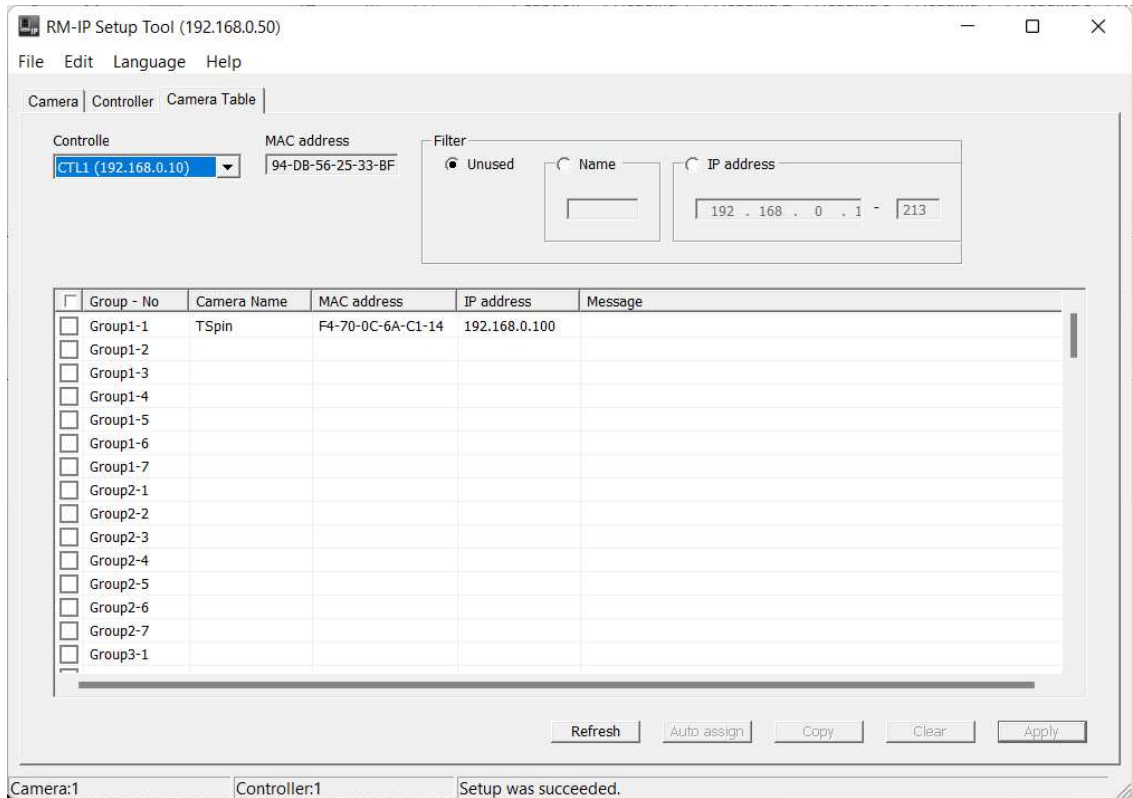 RM-IP Setup Tool (192.168.0.50)
File Edit Language Help
Camera Controller Camera Table
Controlle MAC address Filter
CTL1 (192.168.0.10) 94-DB-56-25-33-BF Unused Name IP address
192 . 168 . 0 . 1 - 213
Group - No Camera Name MAC address IP address Message
Group1-1 TSpin F4-70-0C-6A-C1-14 192.168.0.100
Group1-2
Group1-3
Group1-4
Group1-5
Group1-6
Group1-7
Group2-1
Group2-2
Group2-3
Group2-4
Group2-5
Group2-6
Group2-7
Group3-1
Refresh Auto assign Copy Clear Apply
Camera:1 Controller:1 Setup was succeeded.